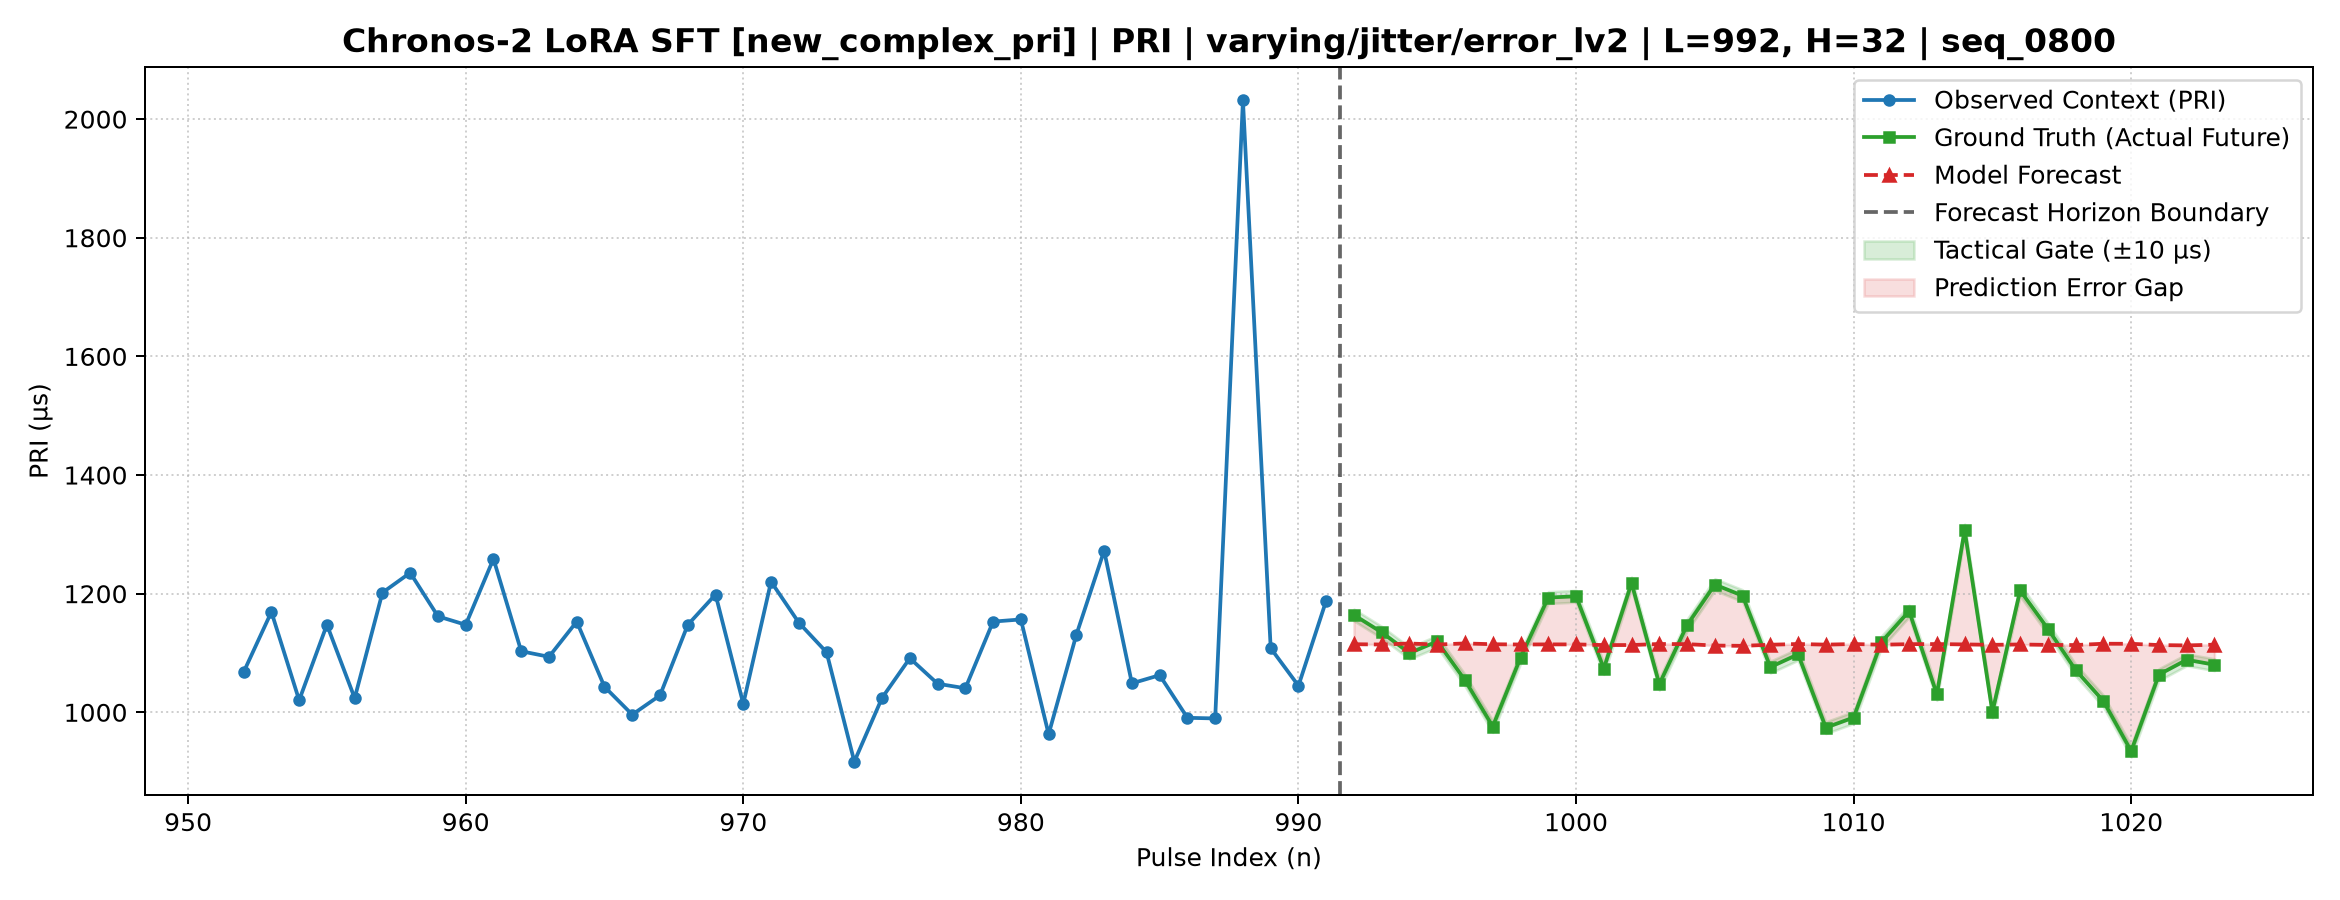 Chronos-2 LoRA SFT [new_complex_pri] | PRI | varying/jitter/error_lv2 | L=992, H=32 | seq_0800
Observed Context (PRI)
Ground Truth (Actual Future)
Model Forecast
Forecast Horizon Boundary
Tactical Gate (±10 µs)
Prediction Error Gap
PRI (µs)
2000
1800
1600
1400
1200
1000
950 960 970 980 990 1000 1010 1020
Pulse Index (n)